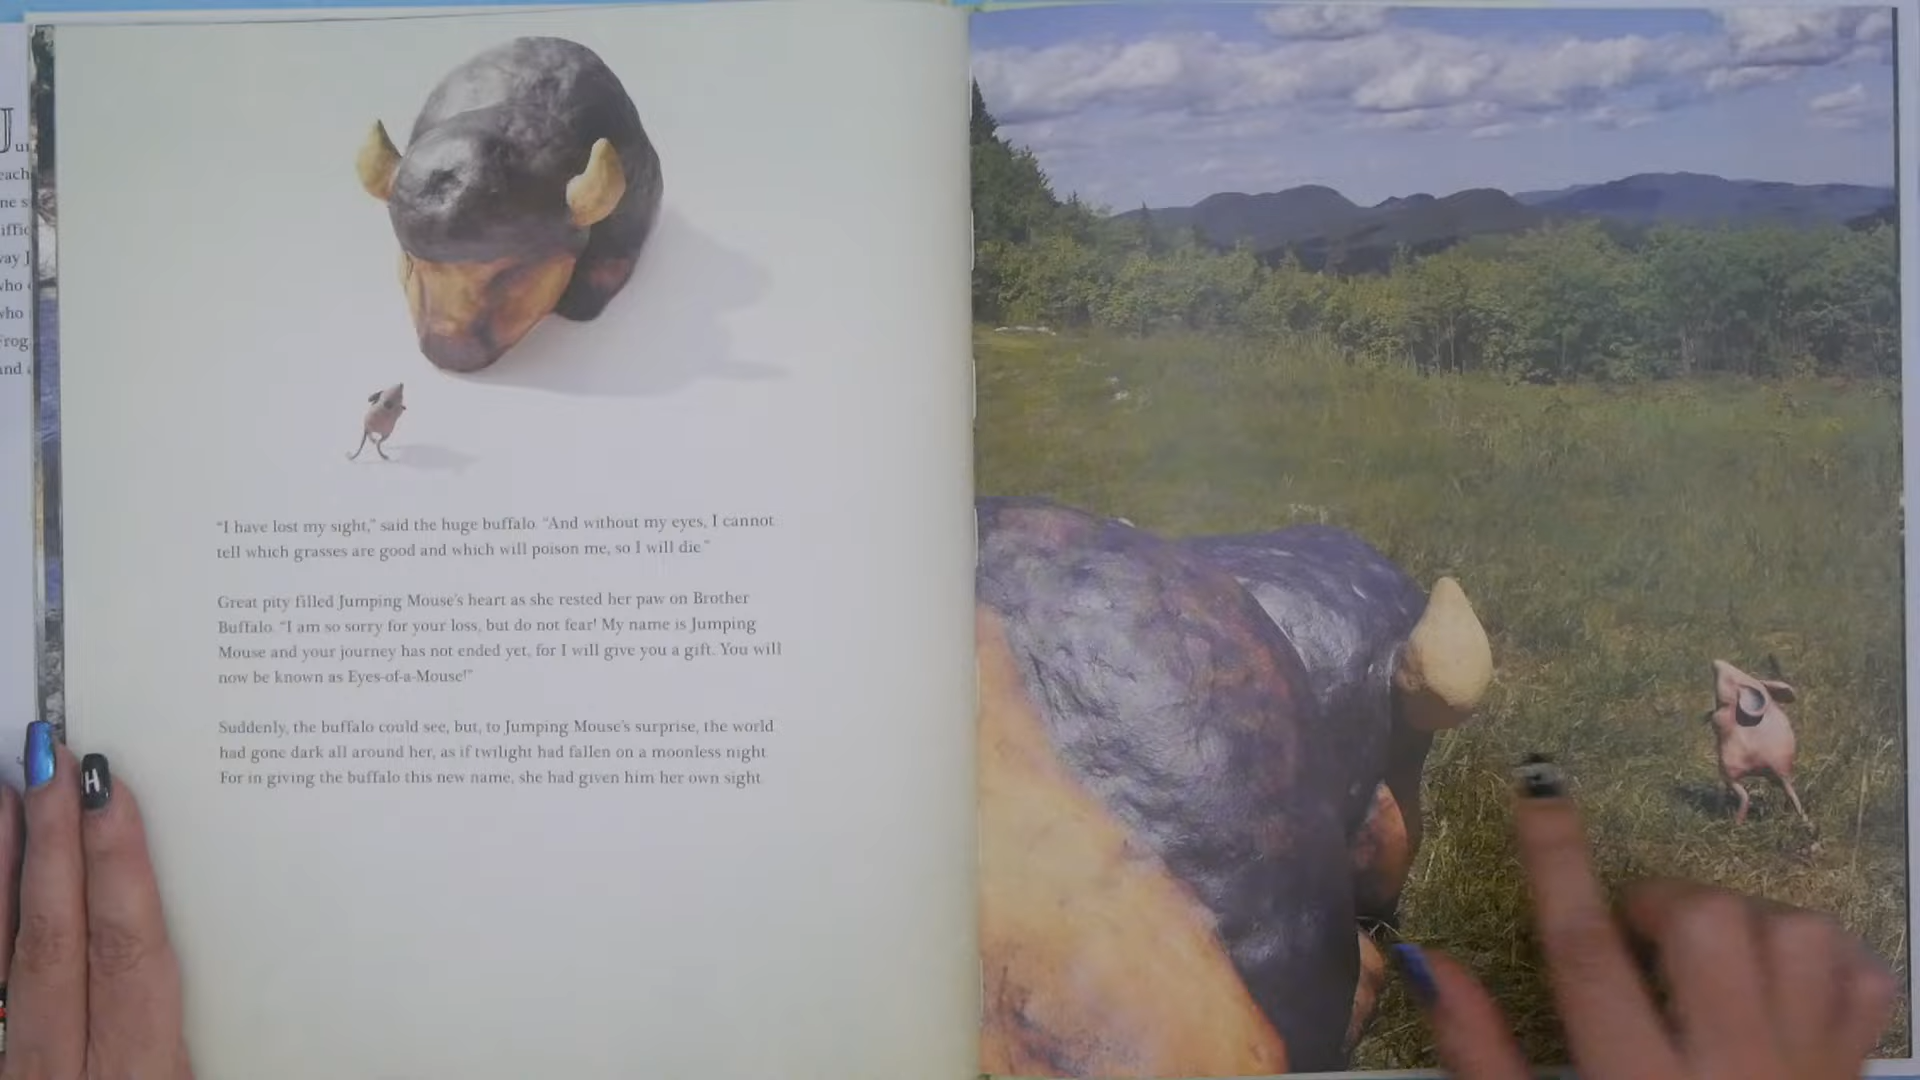 J
“I have lost my sight,” said the huge buffalo. “And without my eyes, I cannot
tell which grasses are good and which will poison me, so I will die.”
Great pity filled Jumping Mouse’s heart as she rested her paw on Brother
Buffalo. “I am so sorry for your loss, but do not fear! My name is Jumping
Mouse and your journey has not ended yet, for I will give you a gift. You will
now be known as Eyes-of-a-Mouse!”
Suddenly, the buffalo could see, but, to Jumping Mouse’s surprise, the world
had gone dark all around her, as if twilight had fallen on a moonless night.
For in giving the buffalo this new name, she had given him her own sight.
H